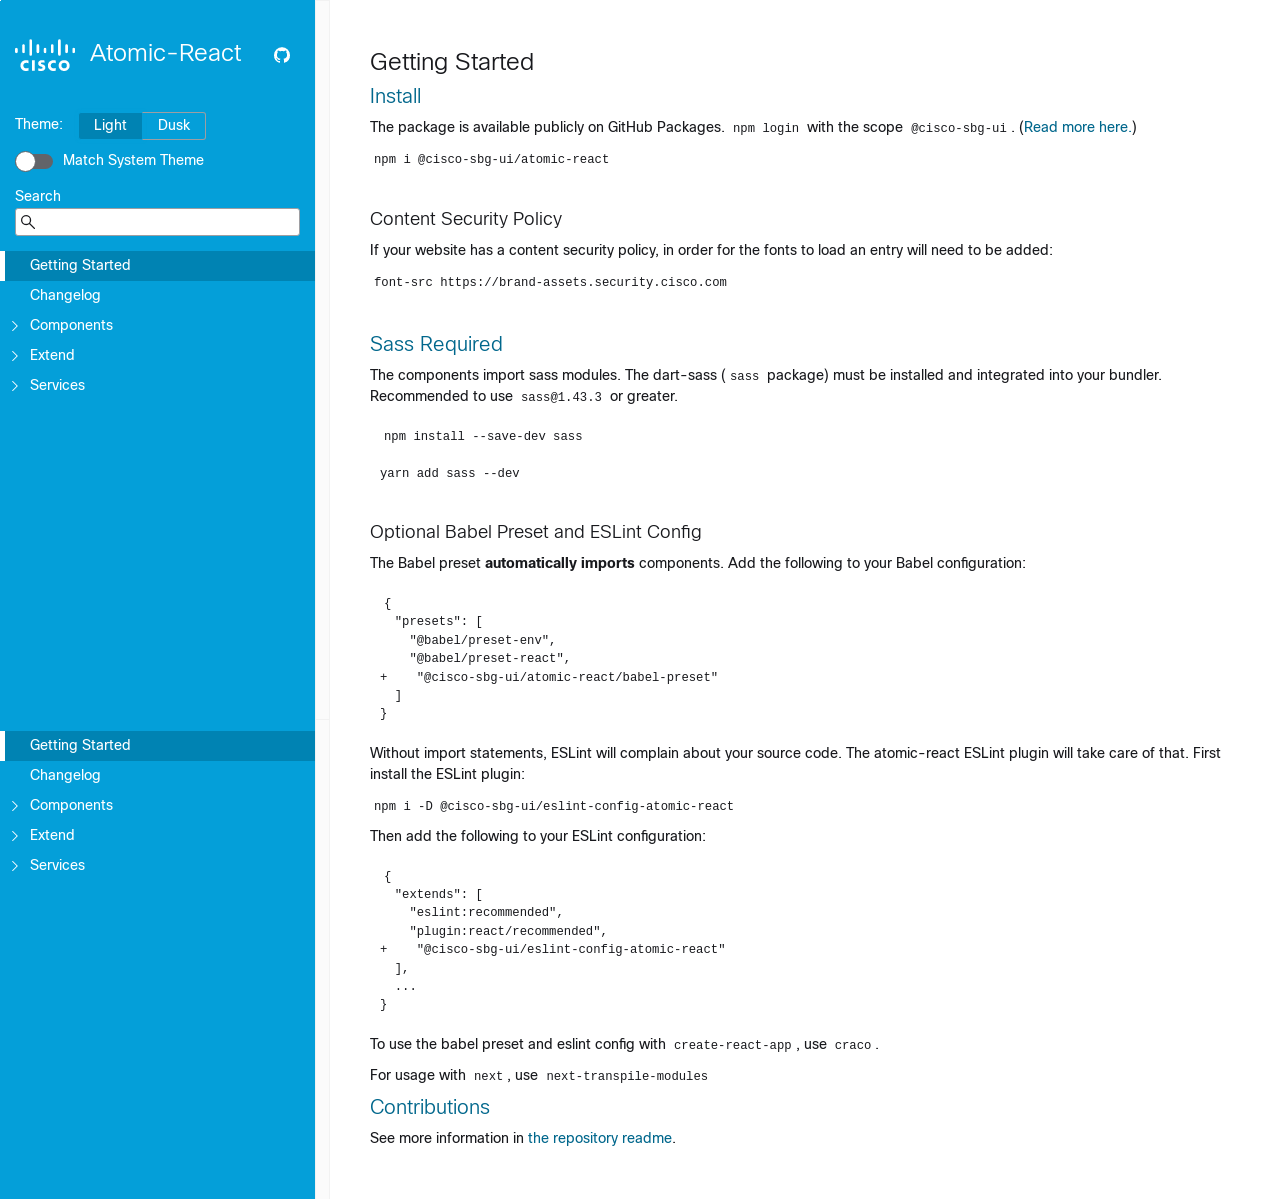 cisco
Atomic-React
Theme:
Light
Dusk
Match System Theme
Search
Getting Started
Changelog
Components
Extend
Services
Getting Started
Changelog
Components
Extend
Services
Getting Started
Install
The package is available publicly on GitHub Packages. npm login with the scope @cisco-sbg-ui. (Read more here.)
npm i @cisco-sbg-ui/atomic-react
Content Security Policy
If your website has a content security policy, in order for the fonts to load an entry will need to be added:
font-src https://brand-assets.security.cisco.com
Sass Required
The components import sass modules. The dart-sass ( sass package) must be installed and integrated into your bundler.
Recommended to use sass@1.43.3 or greater.
npm install --save-dev sass
yarn add sass --dev
Optional Babel Preset and ESLint Config
The Babel preset automatically imports components. Add the following to your Babel configuration:
{
"presets": [
"@babel/preset-env",
"@babel/preset-react",
+    "@cisco-sbg-ui/atomic-react/babel-preset"
]
}
Without import statements, ESLint will complain about your source code. The atomic-react ESLint plugin will take care of that. First
install the ESLint plugin:
npm i -D @cisco-sbg-ui/eslint-config-atomic-react
Then add the following to your ESLint configuration:
{
"extends": [
"eslint:recommended",
"plugin:react/recommended",
+    "@cisco-sbg-ui/eslint-config-atomic-react"
],
...
}
To use the babel preset and eslint config with create-react-app, use craco.
For usage with next, use next-transpile-modules
Contributions
See more information in the repository readme.